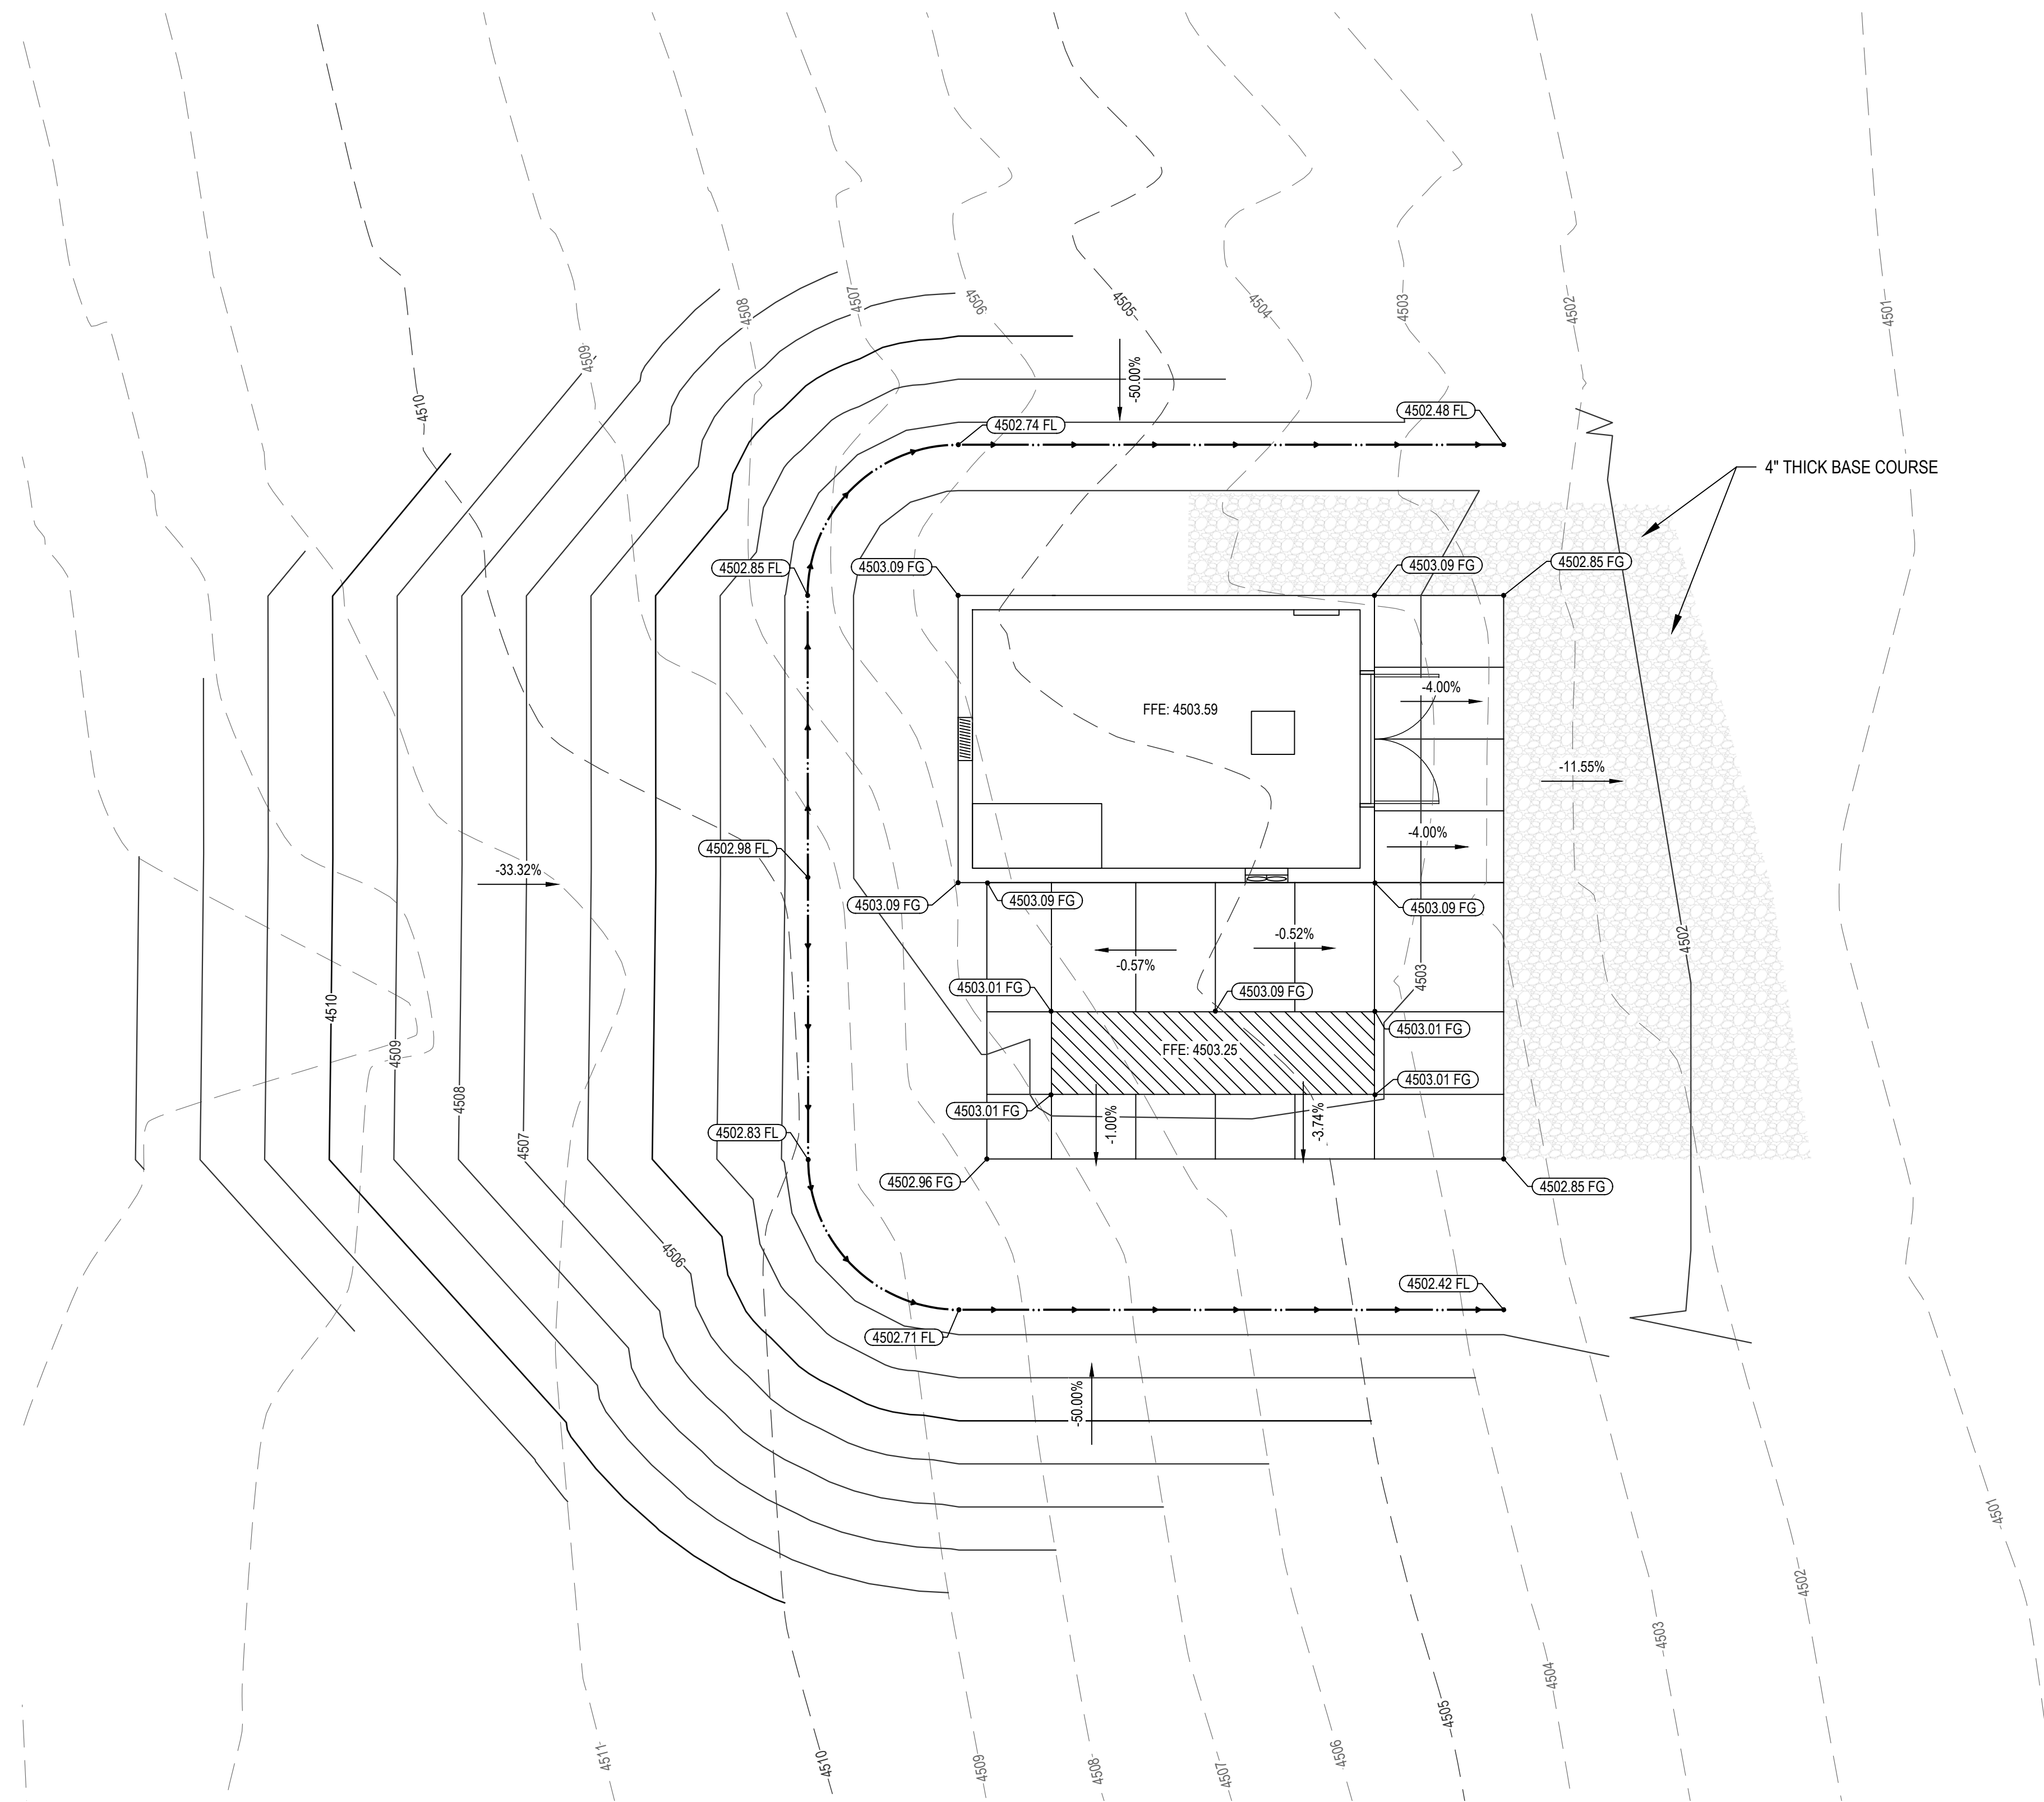 4509
4508
4507
4506
4505
4504
4503
4502
4501
4510
-50.00%
4502.74 FL
4502.48 FL
4" THICK BASE COURSE
4502.85 FL
4503.09 FG
4503.09 FG
4502.85 FG
-4.00%
FFE: 4503.59
-11.55%
-4.00%
4502.98 FL
-33.32%
4503.09 FG
4503.09 FG
4503.09 FG
-0.52%
-0.57%
4502
4503
4503.01 FG
4503.09 FG
4510
4509
4503.01 FG
FFE: 4503.25
4503.01 FG
4508
4503.01 FG
-1.00%
-3.74%
4507
4502.83 FL
4502.96 FG
4502.85 FG
4506
4502.42 FL
4502.71 FL
-50.00%
4501
4502
4503
4504
4505
4506
4507
4508
4509
4510
4511